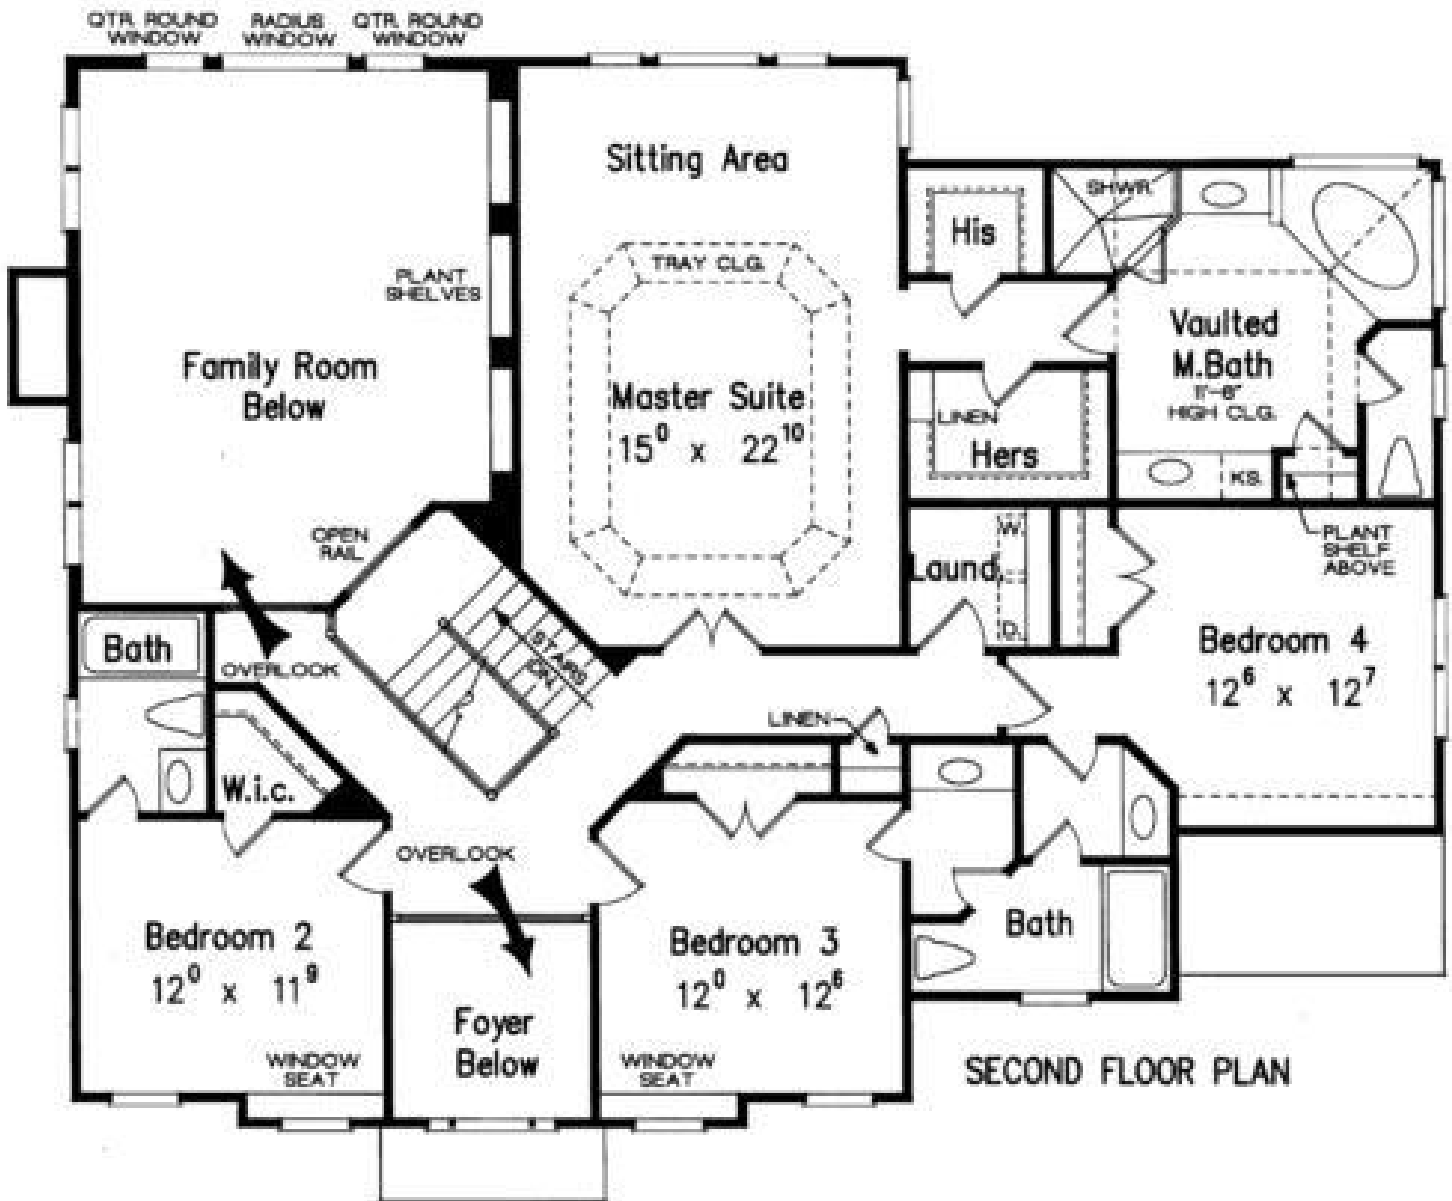 QTR. ROUND
WINDOW
RADIUS
WINDOW
QTR. ROUND
WINDOW
Sitting Area
TRAY CLG.
Master Suite
15⁰ x 22¹⁰
PLANT
SHELVES
Family Room
Below
OPEN
RAIL
His
SHWR.
Vaulted
M.Bath
11'-8"
HIGH CLG.
LINEN
Hers
KS.
PLANT
SHELF
ABOVE
W.
Laund.
D.
Bedroom 4
12⁶ x 12⁷
Bath
OVERLOOK
STAIRS
DN.
LINEN
W.i.c.
OVERLOOK
Bedroom 2
12⁰ x 11⁹
WINDOW
SEAT
Foyer
Below
Bedroom 3
12⁰ x 12⁶
WINDOW
SEAT
Bath
SECOND FLOOR PLAN